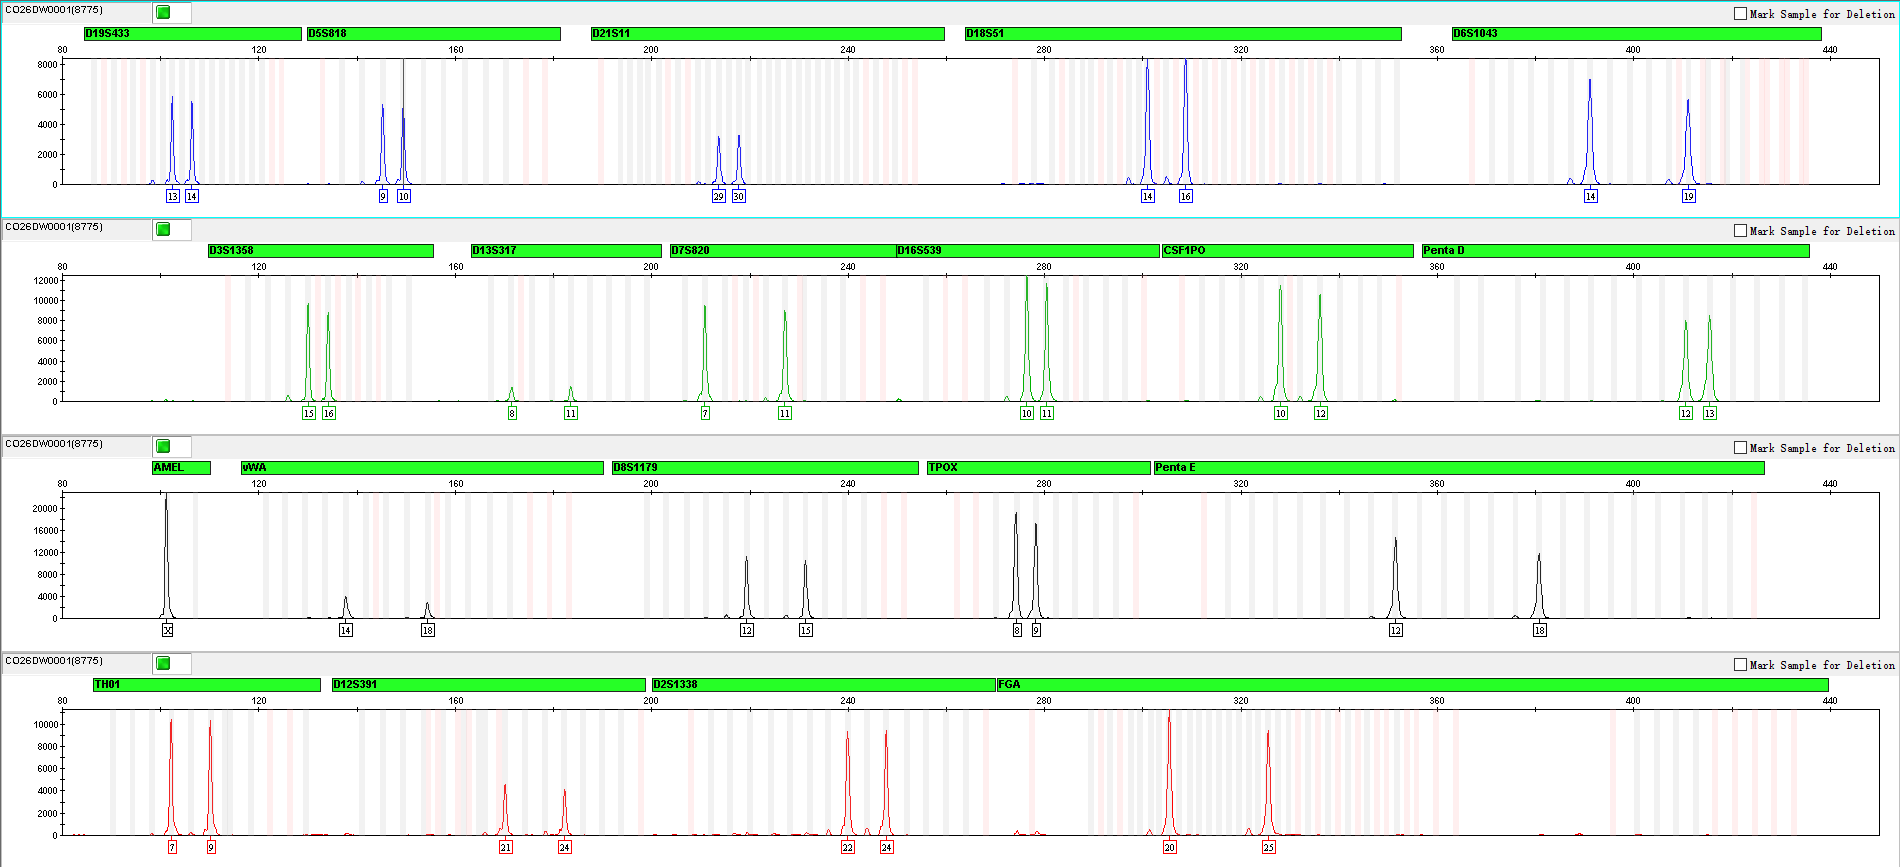 CO26DW0001(8775) Mark Sample for Deletion
D19S433 D5S818 D21S11 D18S51 D6S1043
80 120 160 200 240 280 320 360 400 440
8000
6000
4000
2000
0
13 14 9 10 29 30 14 16 14 19
CO26DW0001(8775) Mark Sample for Deletion
D3S1358 D13S317 D7S820 D16S539 CSF1PO Penta D
80 120 160 200 240 280 320 360 400 440
12000
10000
8000
6000
4000
2000
0
15 16 8 11 7 11 10 11 10 12 12 13
CO26DW0001(8775) Mark Sample for Deletion
AMEL vWA D8S1179 TPOX Penta E
80 120 160 200 240 280 320 360 400 440
20000
16000
12000
8000
4000
0
X 14 18 12 15 8 9 12 18
CO26DW0001(8775) Mark Sample for Deletion
TH01 D12S391 D2S1338 FGA
80 120 160 200 240 280 320 360 400 440
10000
8000
6000
4000
2000
0
7 9 21 24 22 24 20 25